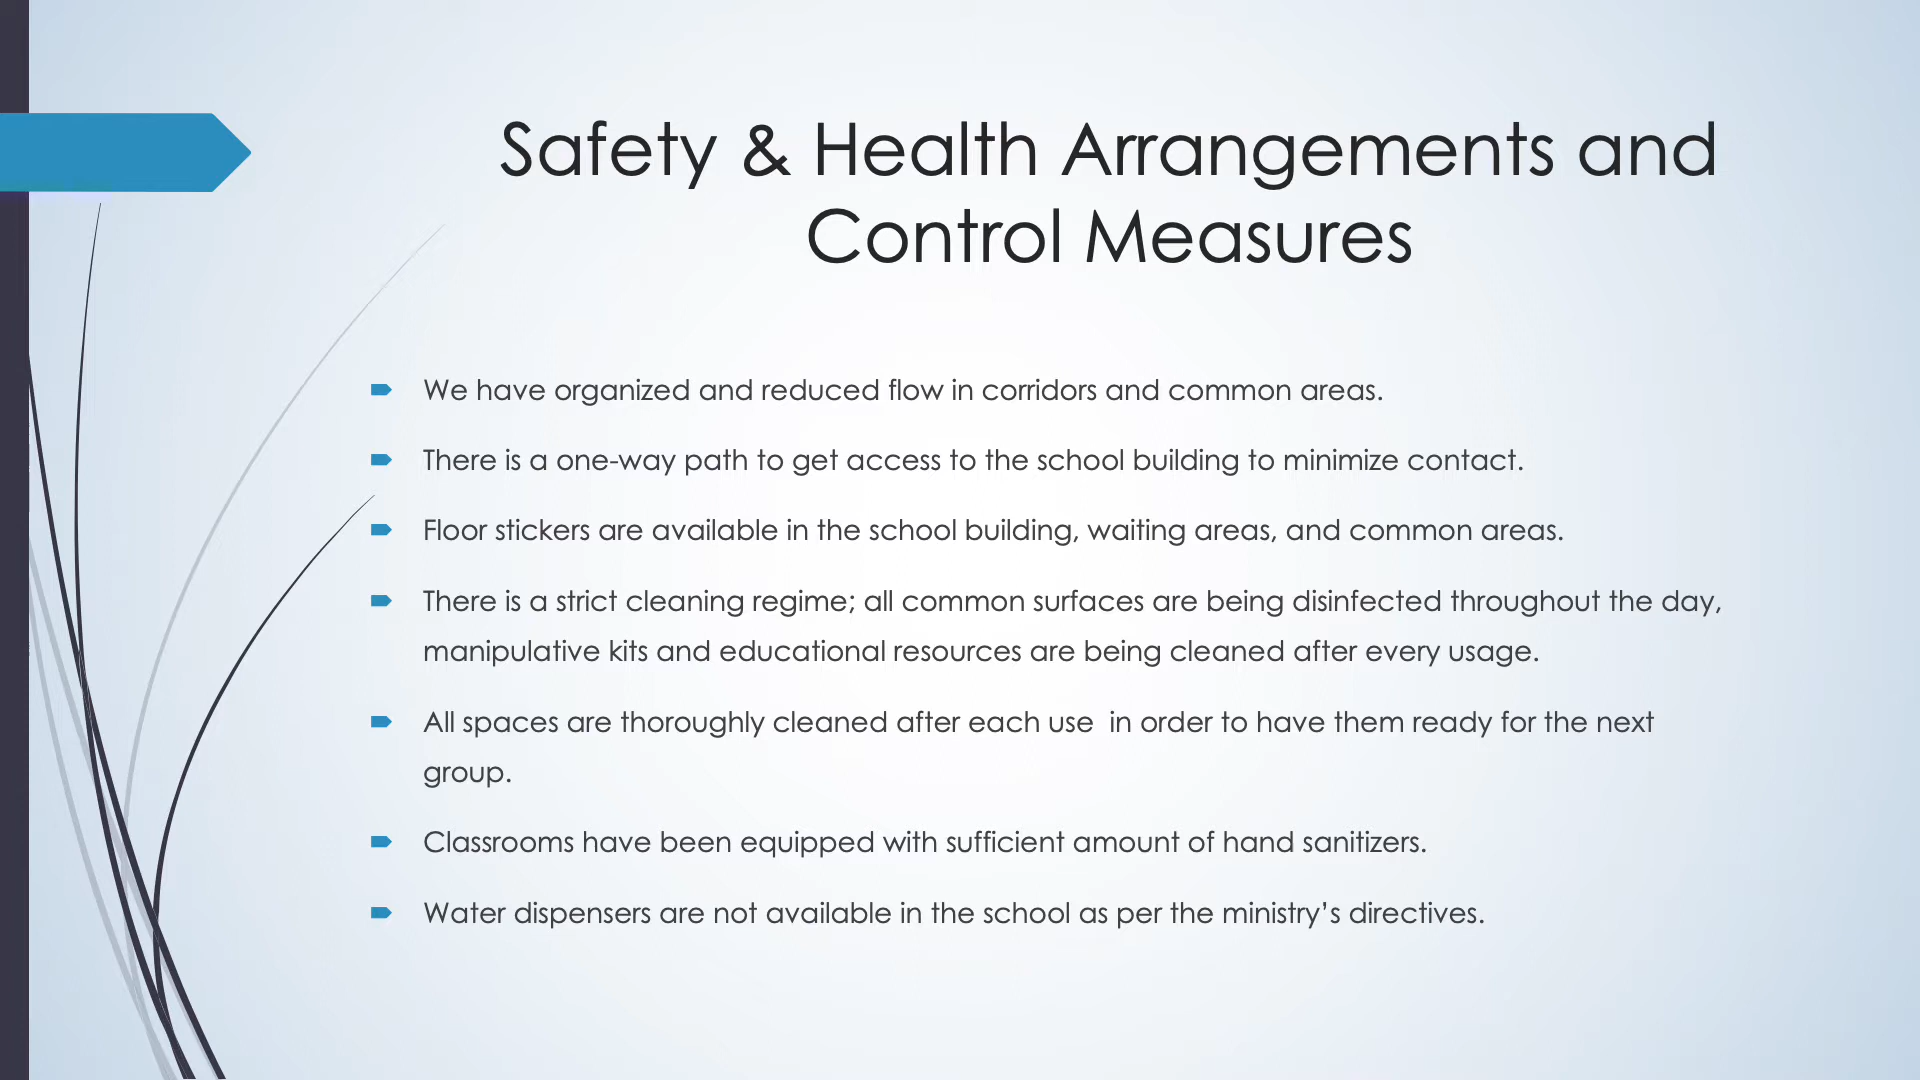 Safety & Health Arrangements and
Control Measures
We have organized and reduced flow in corridors and common areas.
There is a one-way path to get access to the school building to minimize contact.
Floor stickers are available in the school building, waiting areas, and common areas.
There is a strict cleaning regime; all common surfaces are being disinfected throughout the day,
manipulative kits and educational resources are being cleaned after every usage.
All spaces are thoroughly cleaned after each use  in order to have them ready for the next
group.
Classrooms have been equipped with sufficient amount of hand sanitizers.
Water dispensers are not available in the school as per the ministry’s directives.